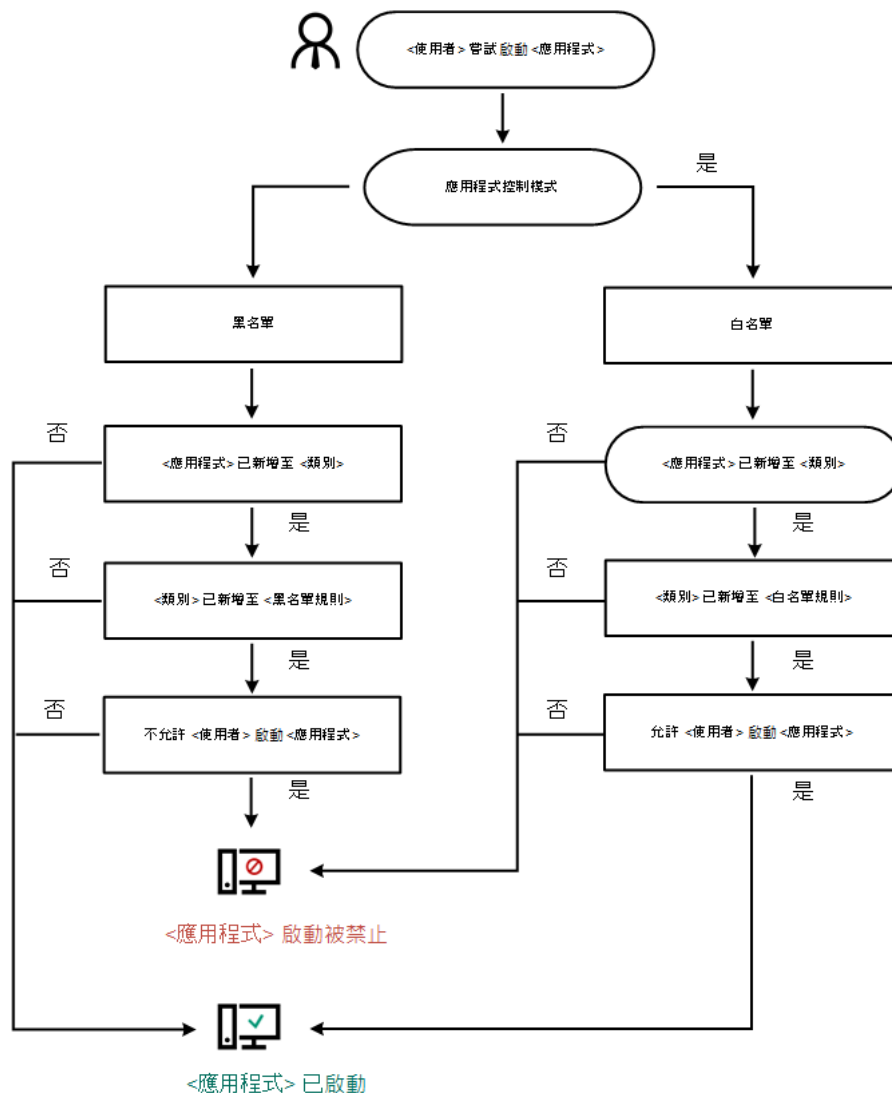 <使用者> 嘗試 啟動 <應用程式>
應用程式控制模式
是
黑名單
白名單
否
<應用程式> 已新增至 <類別>
否
<應用程式> 已新增至 <類別>
是
是
否
<類別> 已新增至 <黑名單規則>
否
<類別> 已新增至 <白名單規則>
是
是
否
不允許 <使用者> 啟動 <應用程式>
否
允許 <使用者> 啟動 <應用程式>
是
是
<應用程式> 啟動被禁止
<應用程式> 已啟動